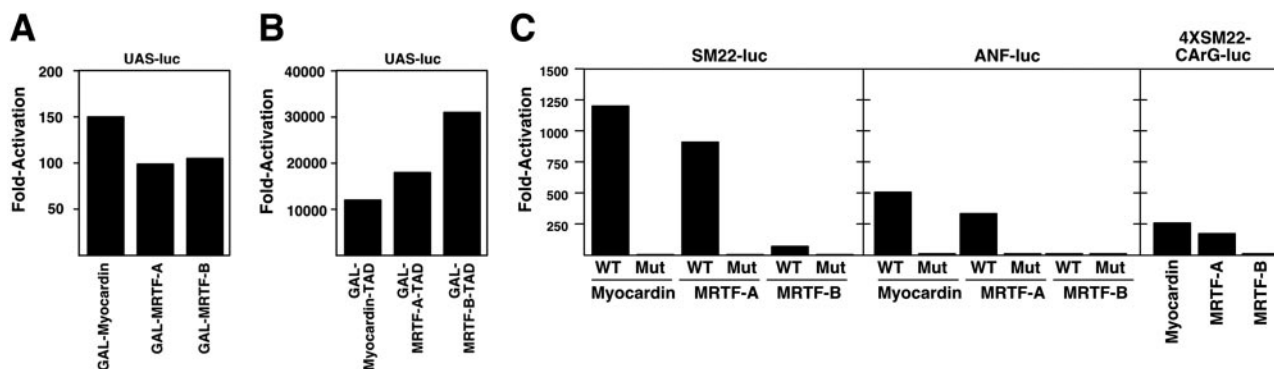 A
UAS-luc
Fold-Activation
200
150
100
50
GAL-Myocardin
GAL-MRTF-A
GAL-MRTF-B
B
UAS-luc
Fold-Activation
40000
30000
20000
10000
GAL-
Myocardin-TAD
GAL-
MRTF-A-TAD
GAL-
MRTF-B-TAD
C
SM22-luc
ANF-luc
4XSM22-
CArG-luc
Fold-Activation
1500
1250
1000
750
500
250
WT Mut WT Mut WT Mut
Myocardin MRTF-A MRTF-B
WT Mut WT Mut WT Mut
Myocardin MRTF-A MRTF-B
Myocardin
MRTF-A
MRTF-B